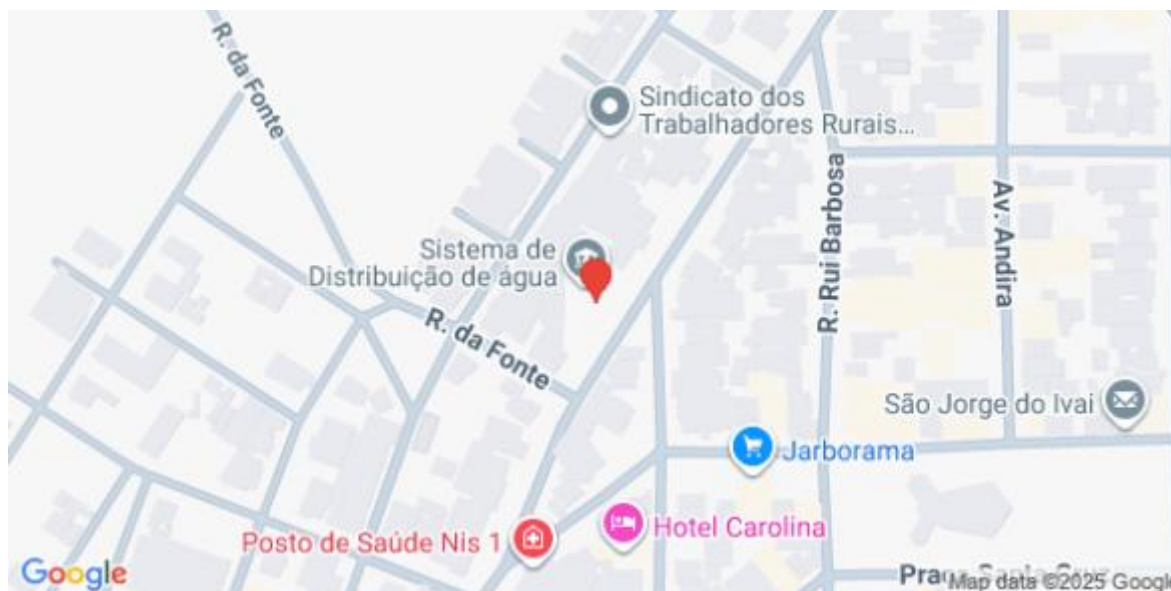 R. da Fonte
Sindicato dos
Trabalhadores Rurais...
R. Rui Barbosa
Av. Andira
Sistema de
Distribuição de água
R. da Fonte
São Jorge do Ivai
Jarborama
Hotel Carolina
Posto de Saúde Nis 1
Google
Map data ©2025 Google